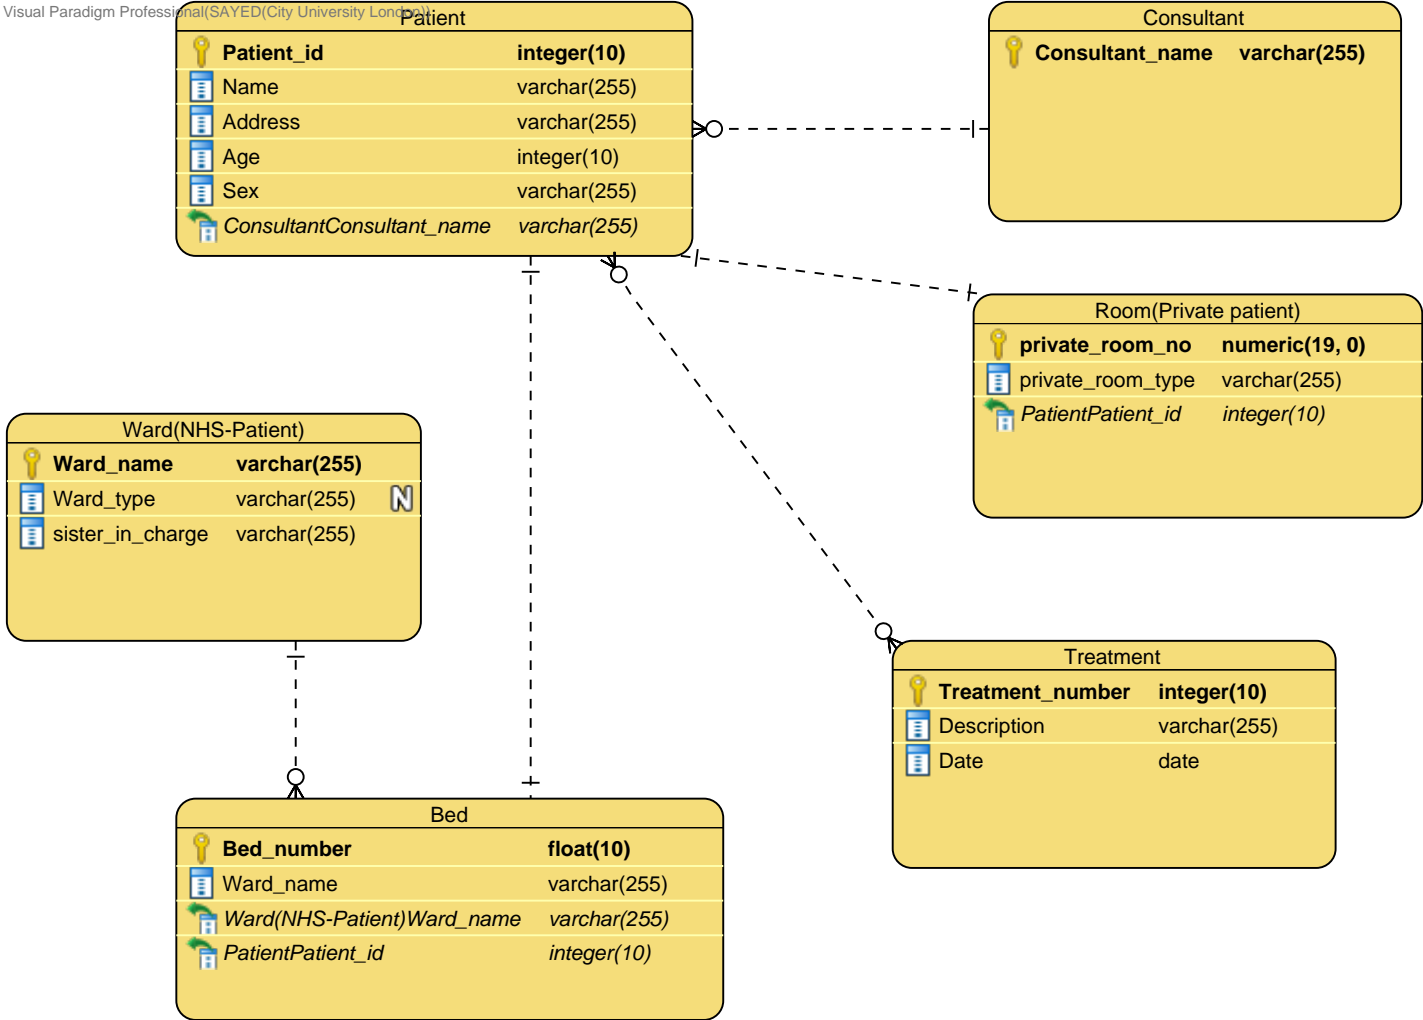 Visual Paradigm Professional(SAYED(City University London))
Patient
Patient_id integer(10)
Name varchar(255)
Address varchar(255)
Age integer(10)
Sex varchar(255)
ConsultantConsultant_name varchar(255)
Consultant
Consultant_name varchar(255)
Room(Private patient)
private_room_no numeric(19, 0)
private_room_type varchar(255)
PatientPatient_id integer(10)
Ward(NHS-Patient)
Ward_name varchar(255)
Ward_type varchar(255) N
sister_in_charge varchar(255)
Treatment
Treatment_number integer(10)
Description varchar(255)
Date date
Bed
Bed_number float(10)
Ward_name varchar(255)
Ward(NHS-Patient)Ward_name varchar(255)
PatientPatient_id integer(10)